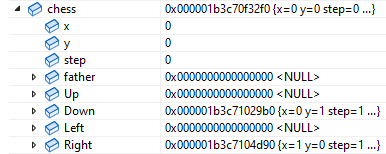 chess 0x000001b3c70f32f0 {x=0 y=0 step=0 ...}
x 0
y 0
step 0
father 0x0000000000000000 <NULL>
Up 0x0000000000000000 <NULL>
Down 0x000001b3c71029b0 {x=0 y=1 step=1 ...}
Left 0x0000000000000000 <NULL>
Right 0x000001b3c7104d90 {x=1 y=0 step=1 ...}